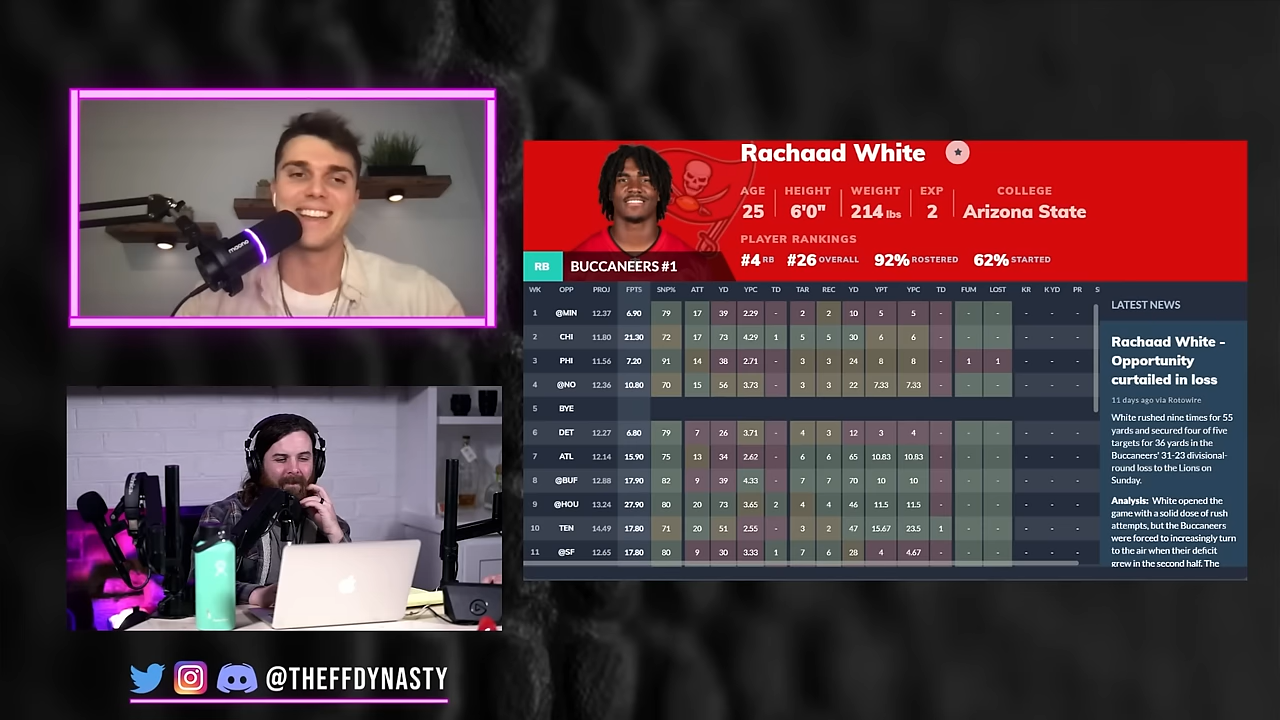 maono
Rachaad White
AGE HEIGHT WEIGHT EXP COLLEGE
25 6'0" 214 lbs 2 Arizona State
PLAYER RANKINGS
#4 RB #26 OVERALL 92% ROSTERED 62% STARTED
RB BUCCANEERS #1
WK OPP PROJ FPTS SNP% ATT YD YPC TD TAR REC YD YPT YPC TD FUM LOST KR KYD PR S
1 @MIN 12.37 6.90 79 17 39 2.29 - 2 2 10 5 5 - - - - - -
2 CHI 11.80 21.30 72 17 73 4.29 1 5 5 30 6 6 - - - - - -
3 PHI 11.56 7.20 91 14 38 2.71 - 3 3 24 8 8 - 1 1 - - -
4 @NO 12.36 10.80 70 15 56 3.73 - 3 3 22 7.33 7.33 - - - - - -
5 BYE
6 DET 12.27 6.80 79 7 26 3.71 - 4 3 12 3 4 - - - - - -
7 ATL 12.14 15.90 75 13 34 2.62 - 6 6 65 10.83 10.83 - - - - - -
8 @BUF 12.88 17.90 82 9 39 4.33 - 7 7 70 10 10 - - - - - -
9 @HOU 13.24 27.90 80 20 73 3.65 2 4 4 46 11.5 11.5 - - - - - -
10 TEN 14.49 17.80 71 20 51 2.55 - 3 2 47 15.67 23.5 1 - - - - -
11 @SF 12.65 17.80 80 9 30 3.33 1 7 6 28 4 4.67 - - - - - -
LATEST NEWS
Rachaad White -
Opportunity
curtailed in loss
11 days ago via Rotowire
White rushed nine times for 55
yards and secured four of five
targets for 36 yards in the
Buccaneers' 31-23 divisional-
round loss to the Lions on
Sunday.
Analysis: White opened the
game with a solid dose of rush
attempts, but the Buccaneers
were forced to increasingly turn
to the air when their deficit
grew in the second half. The
@THEFFDYNASTY